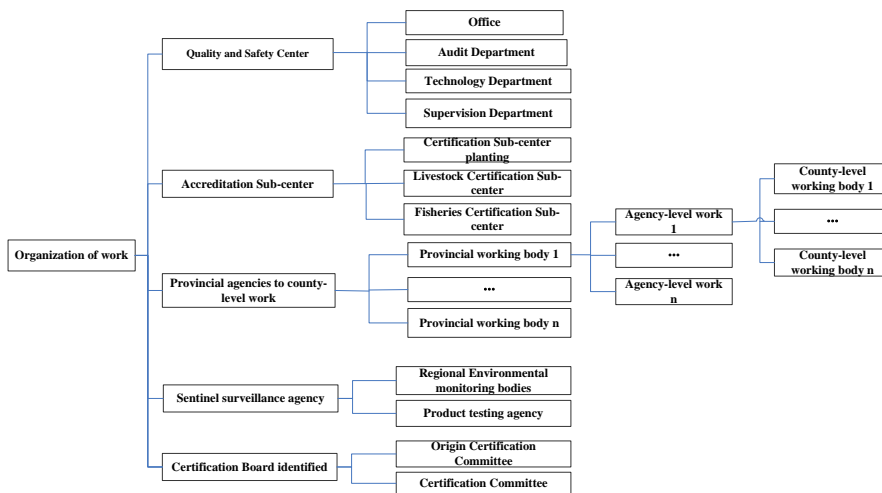 Organization of work
Quality and Safety Center
Office
Audit Department
Technology Department
Supervision Department
Accreditation Sub-center
Certification Sub-center
planting
Livestock Certification Sub-
center
Fisheries Certification Sub-
center
Provincial agencies to county-
level work
Provincial working body 1
...
Provincial working body n
Agency-level work
1
...
Agency-level work
n
County-level
working body 1
...
County-level
working body n
Sentinel surveillance agency
Regional Environmental
monitoring bodies
Product testing agency
Certification Board identified
Origin Certification
Committee
Certification Committee